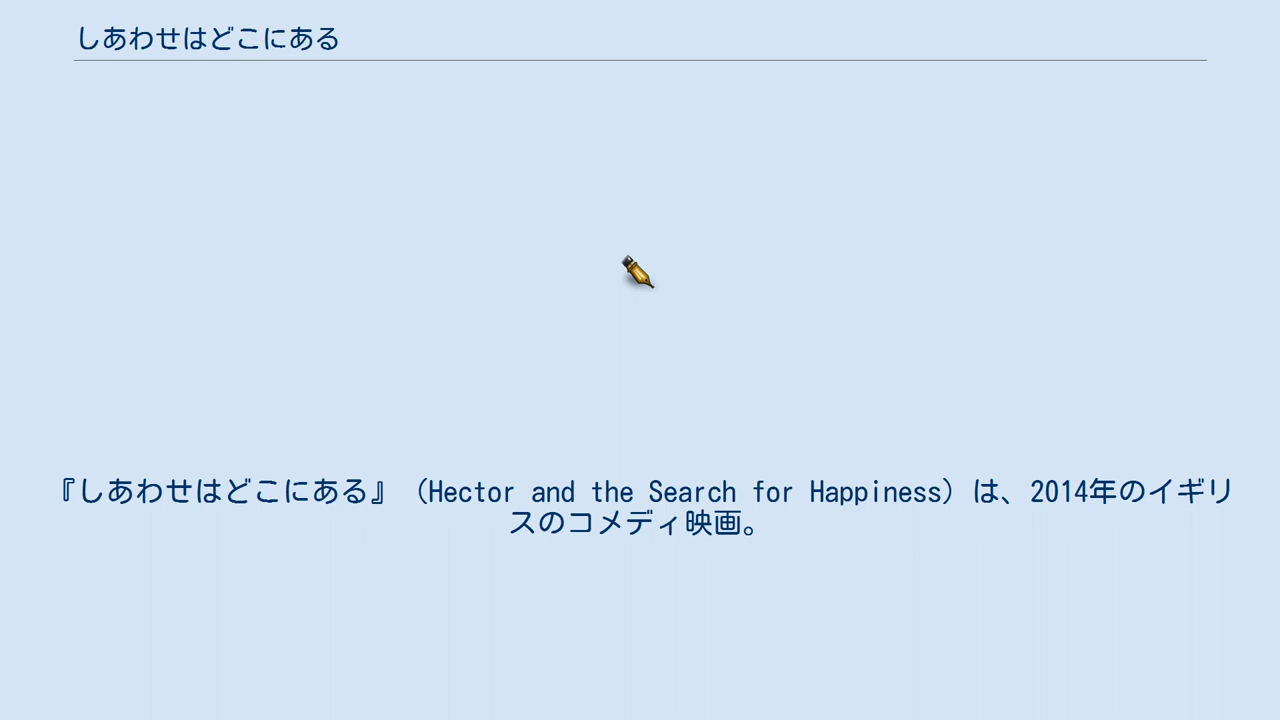 しあわせはどこにある
『しあわせはどこにある』（Hector and the Search for Happiness）は、2014年のイギリ
スのコメディ映画。